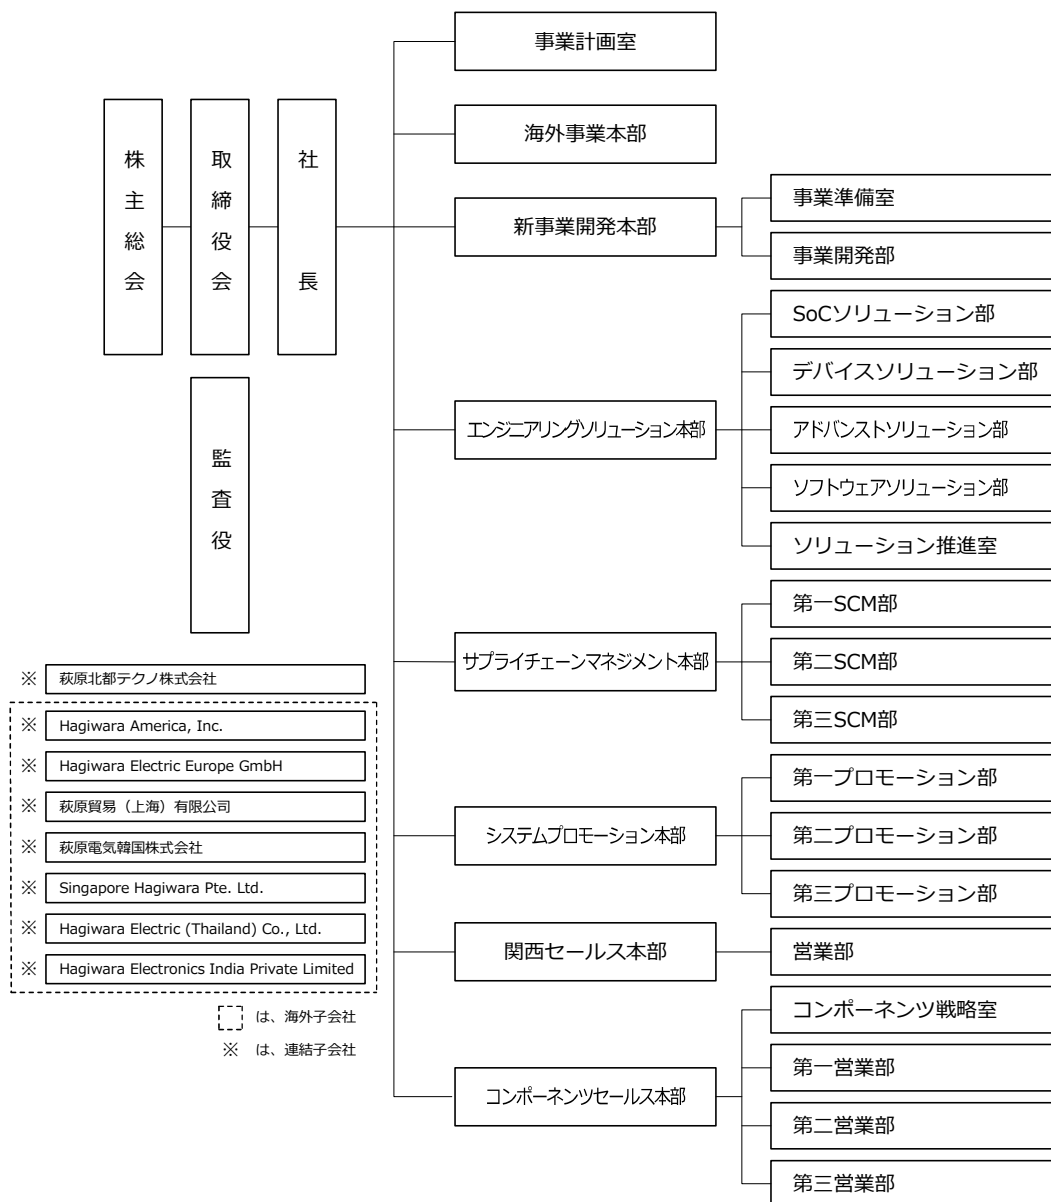 株主総会
取締役会
社長
監査役
事業計画室
海外事業本部
新事業開発本部
事業準備室
事業開発部
エンジニアリングソリューション本部
SoCソリューション部
デバイスソリューション部
アドバンストソリューション部
ソフトウェアソリューション部
ソリューション推進室
サプライチェーンマネジメント本部
第一SCM部
第二SCM部
第三SCM部
システムプロモーション本部
第一プロモーション部
第二プロモーション部
第三プロモーション部
関西セールス本部
営業部
コンポーネンツセールス本部
コンポーネンツ戦略室
第一営業部
第二営業部
第三営業部
※ 萩原北都テクノ株式会社
※ Hagiwara America, Inc.
※ Hagiwara Electric Europe GmbH
※ 萩原貿易（上海）有限公司
※ 萩原電気韓国株式会社
※ Singapore Hagiwara Pte. Ltd.
※ Hagiwara Electric (Thailand) Co., Ltd.
※ Hagiwara Electronics India Private Limited
は、海外子会社
※ は、連結子会社